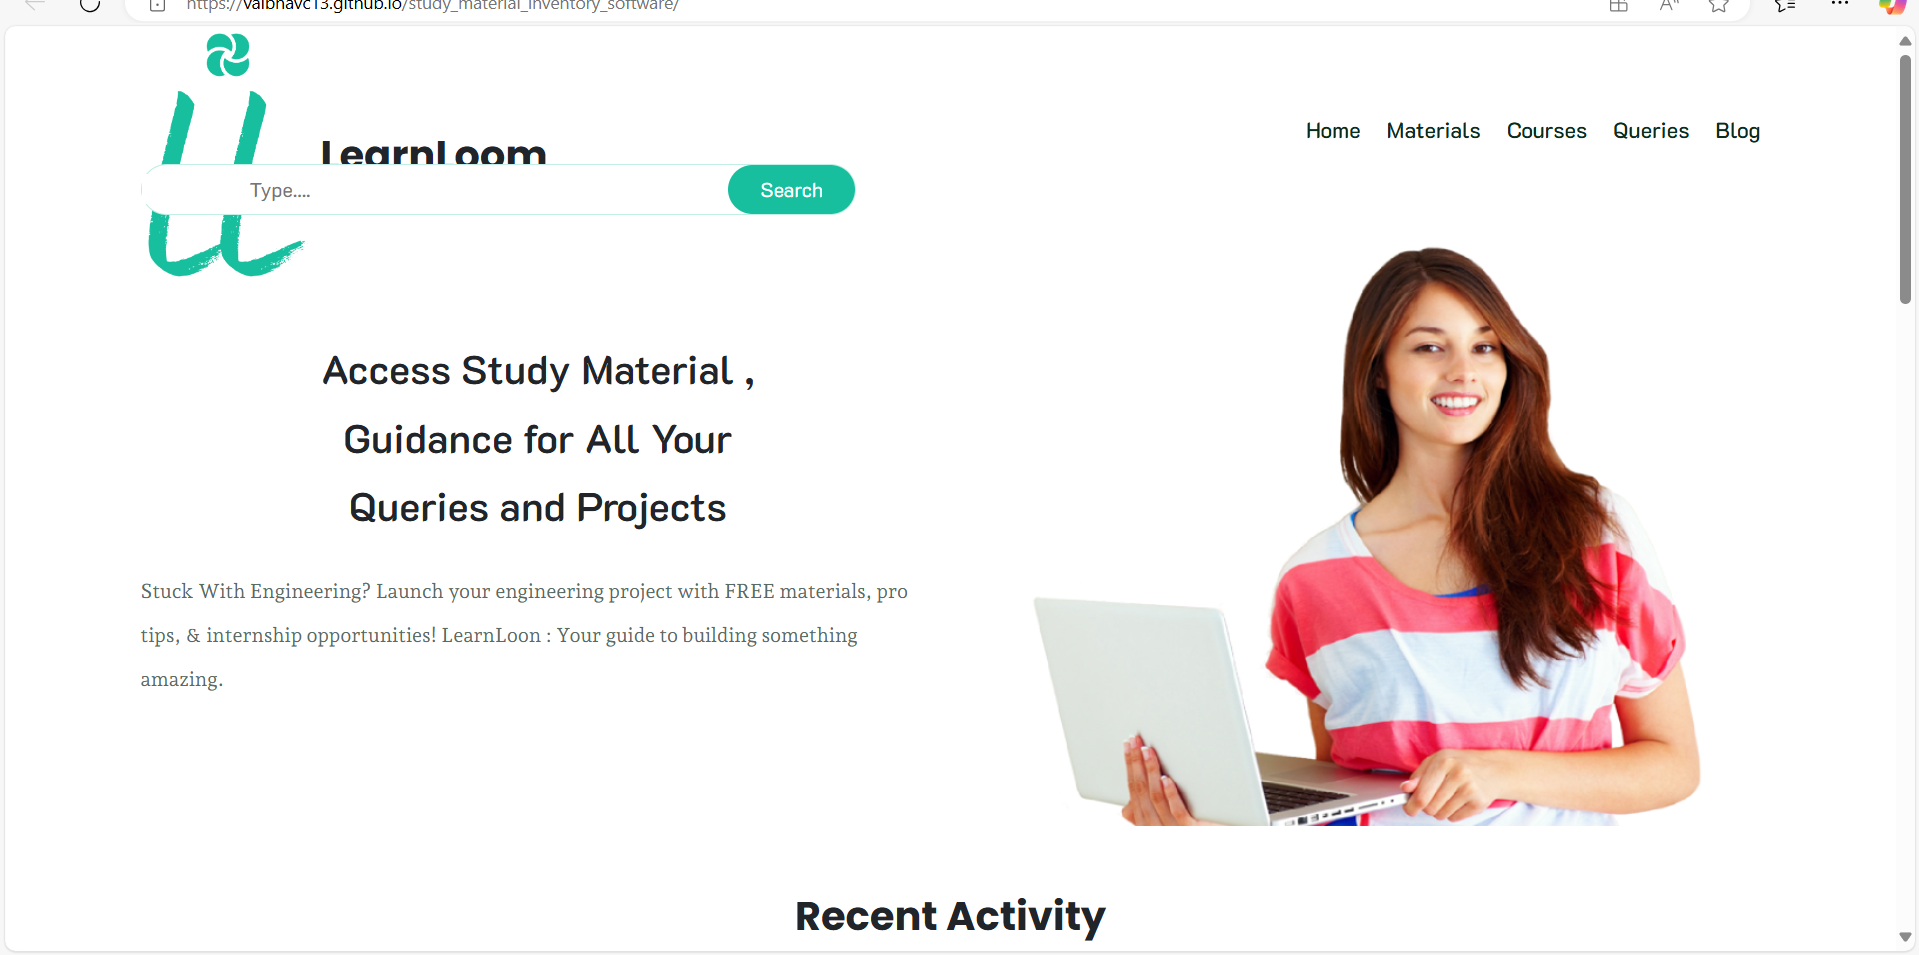 https://vaibhavc13.github.io/study_material_inventory_software/
LearnLoom
Home Materials Courses Queries Blog
Type.... Search
Access Study Material ,
Guidance for All Your
Queries and Projects
Stuck With Engineering? Launch your engineering project with FREE materials, pro
tips, & internship opportunities! LearnLoon : Your guide to building something
amazing.
Recent Activity